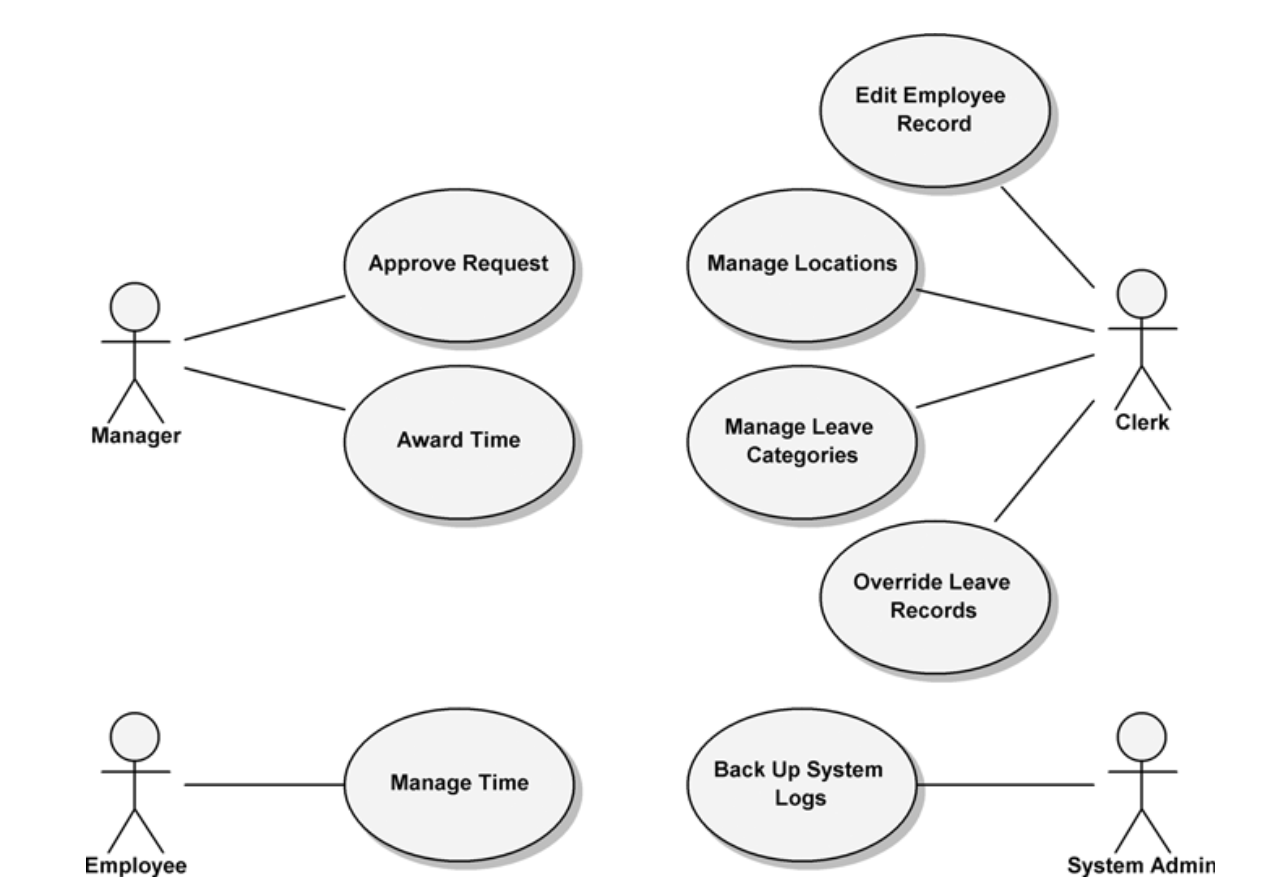 Edit Employee
Record
Approve Request
Manage Locations
Manager
Clerk
Award Time
Manage Leave
Categories
Override Leave
Records
Manage Time
Back Up System
Logs
Employee
System Admin